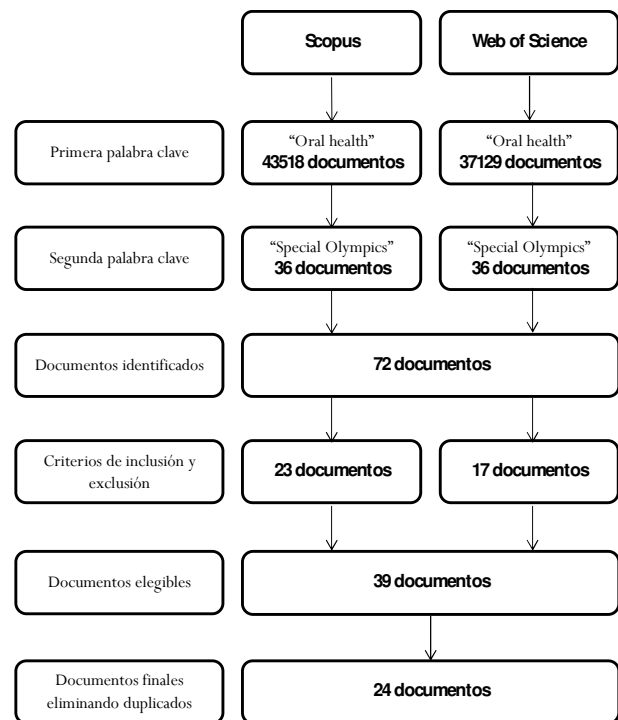 Scopus
Web of Science
Primera palabra clave
“Oral health”
43518 documentos
“Oral health”
37129 documentos
Segunda palabra clave
“Special Olympics”
36 documentos
“Special Olympics”
36 documentos
Documentos identificados
72 documentos
Criterios de inclusión y
exclusión
23 documentos
17 documentos
Documentos elegibles
39 documentos
Documentos finales
eliminando duplicados
24 documentos